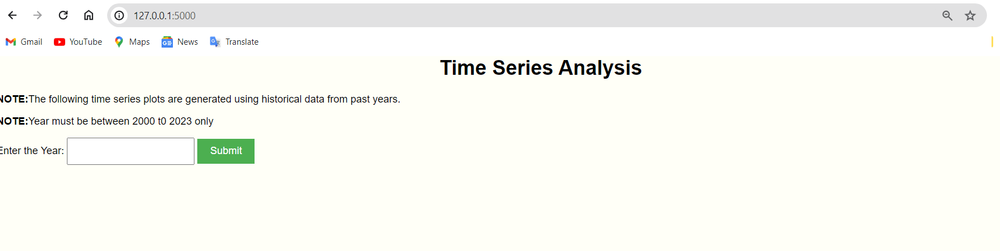 127.0.0.1:5000
Gmail YouTube Maps News Translate
Time Series Analysis
NOTE:The following time series plots are generated using historical data from past years.
NOTE:Year must be between 2000 t0 2023 only
Enter the Year: Submit